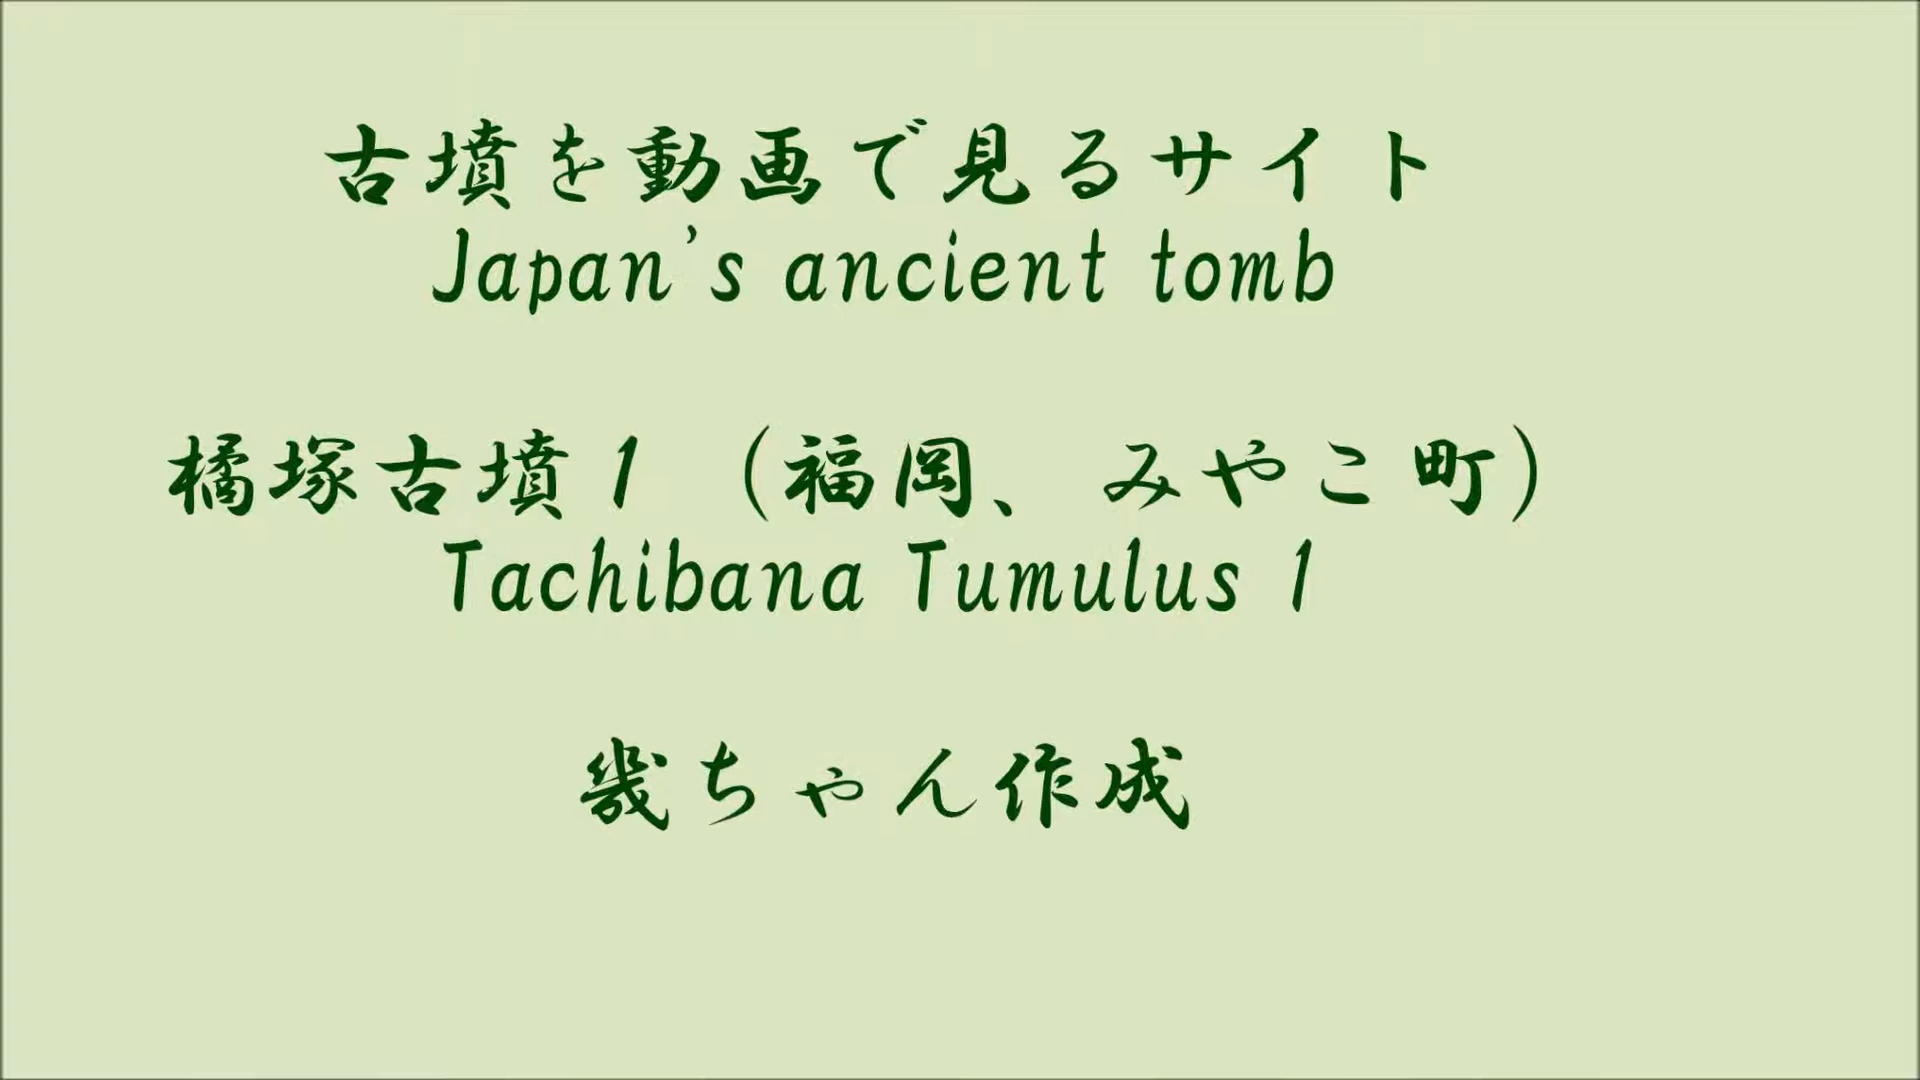 古墳を動画で見るサイト
Japan's ancient tomb
橘塚古墳1 (福岡、みやこ町)
Tachibana Tumulus 1
幾ちゃん作成